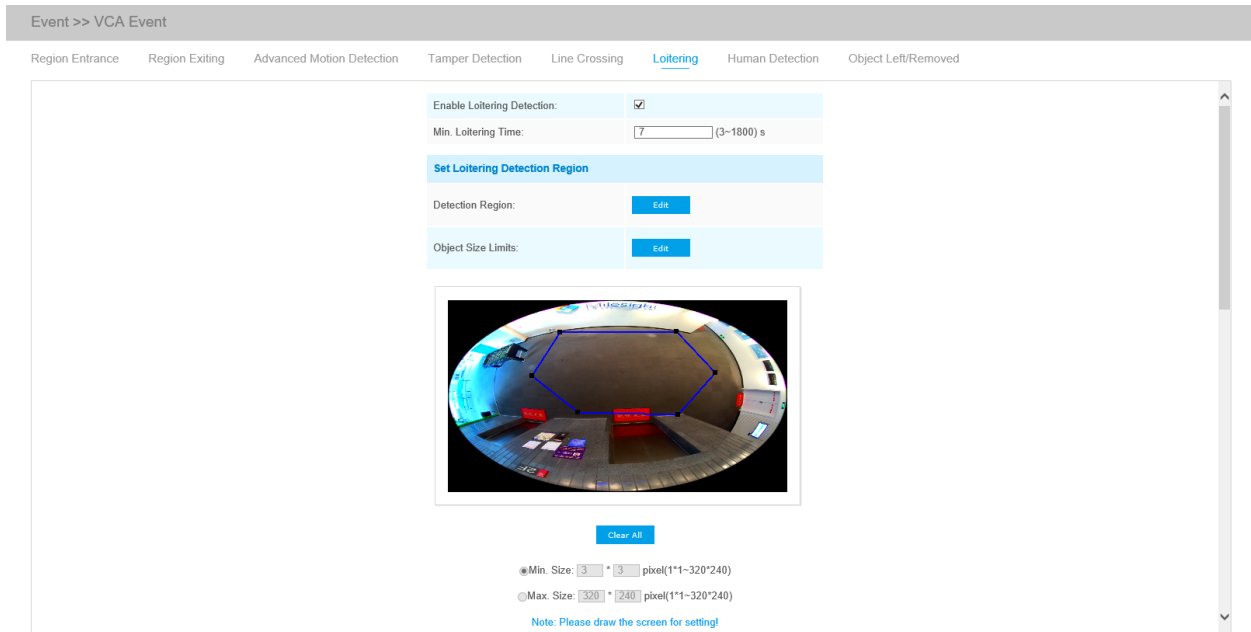 Event >> VCA Event
Region Entrance Region Exiting Advanced Motion Detection Tamper Detection Line Crossing Loitering Human Detection Object Left/Removed
Enable Loitering Detection:
Min. Loitering Time: 7 (3~1800) s
Set Loitering Detection Region
Detection Region: Edit
Object Size Limits: Edit
Milesight
2F
Clear All
Min. Size: 3 * 3 pixel(1*1~320*240)
Max. Size: 320 * 240 pixel(1*1~320*240)
Note: Please draw the screen for setting!